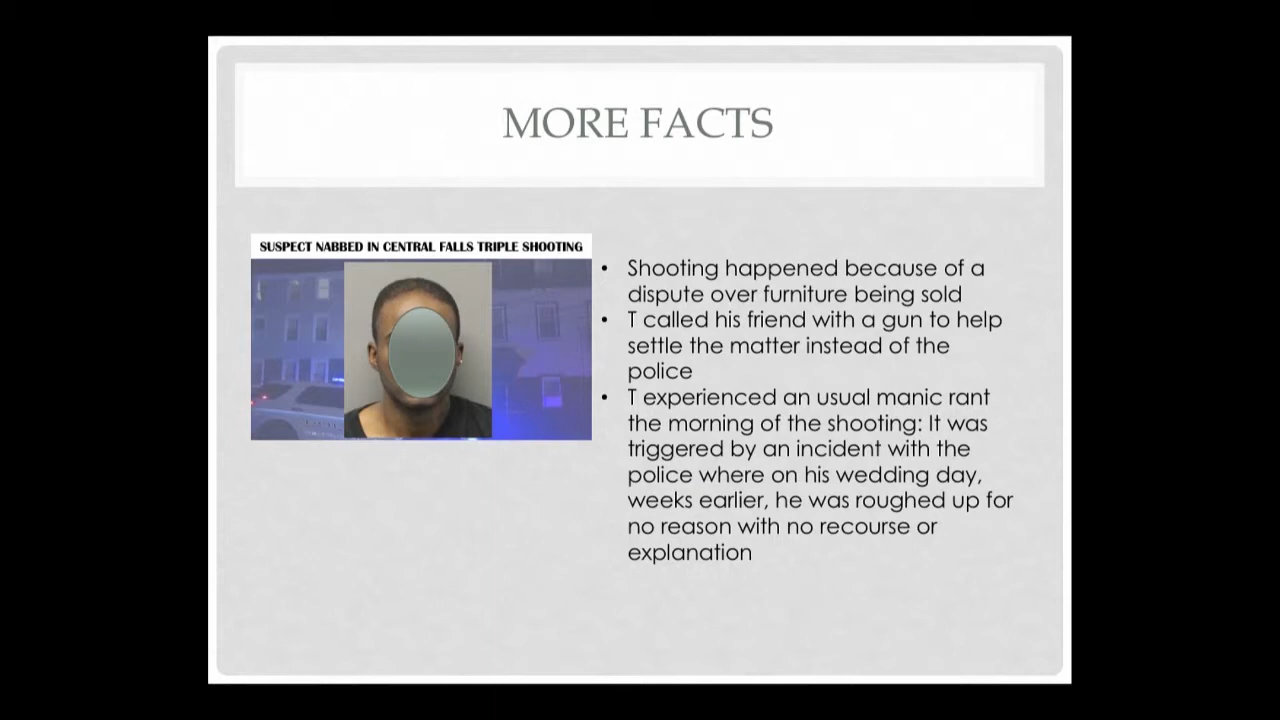 MORE FACTS
SUSPECT NABBED IN CENTRAL FALLS TRIPLE SHOOTING
• Shooting happened because of a
dispute over furniture being sold
• T called his friend with a gun to help
settle the matter instead of the
police
• T experienced an usual manic rant
the morning of the shooting: It was
triggered by an incident with the
police where on his wedding day,
weeks earlier, he was roughed up for
no reason with no recourse or
explanation